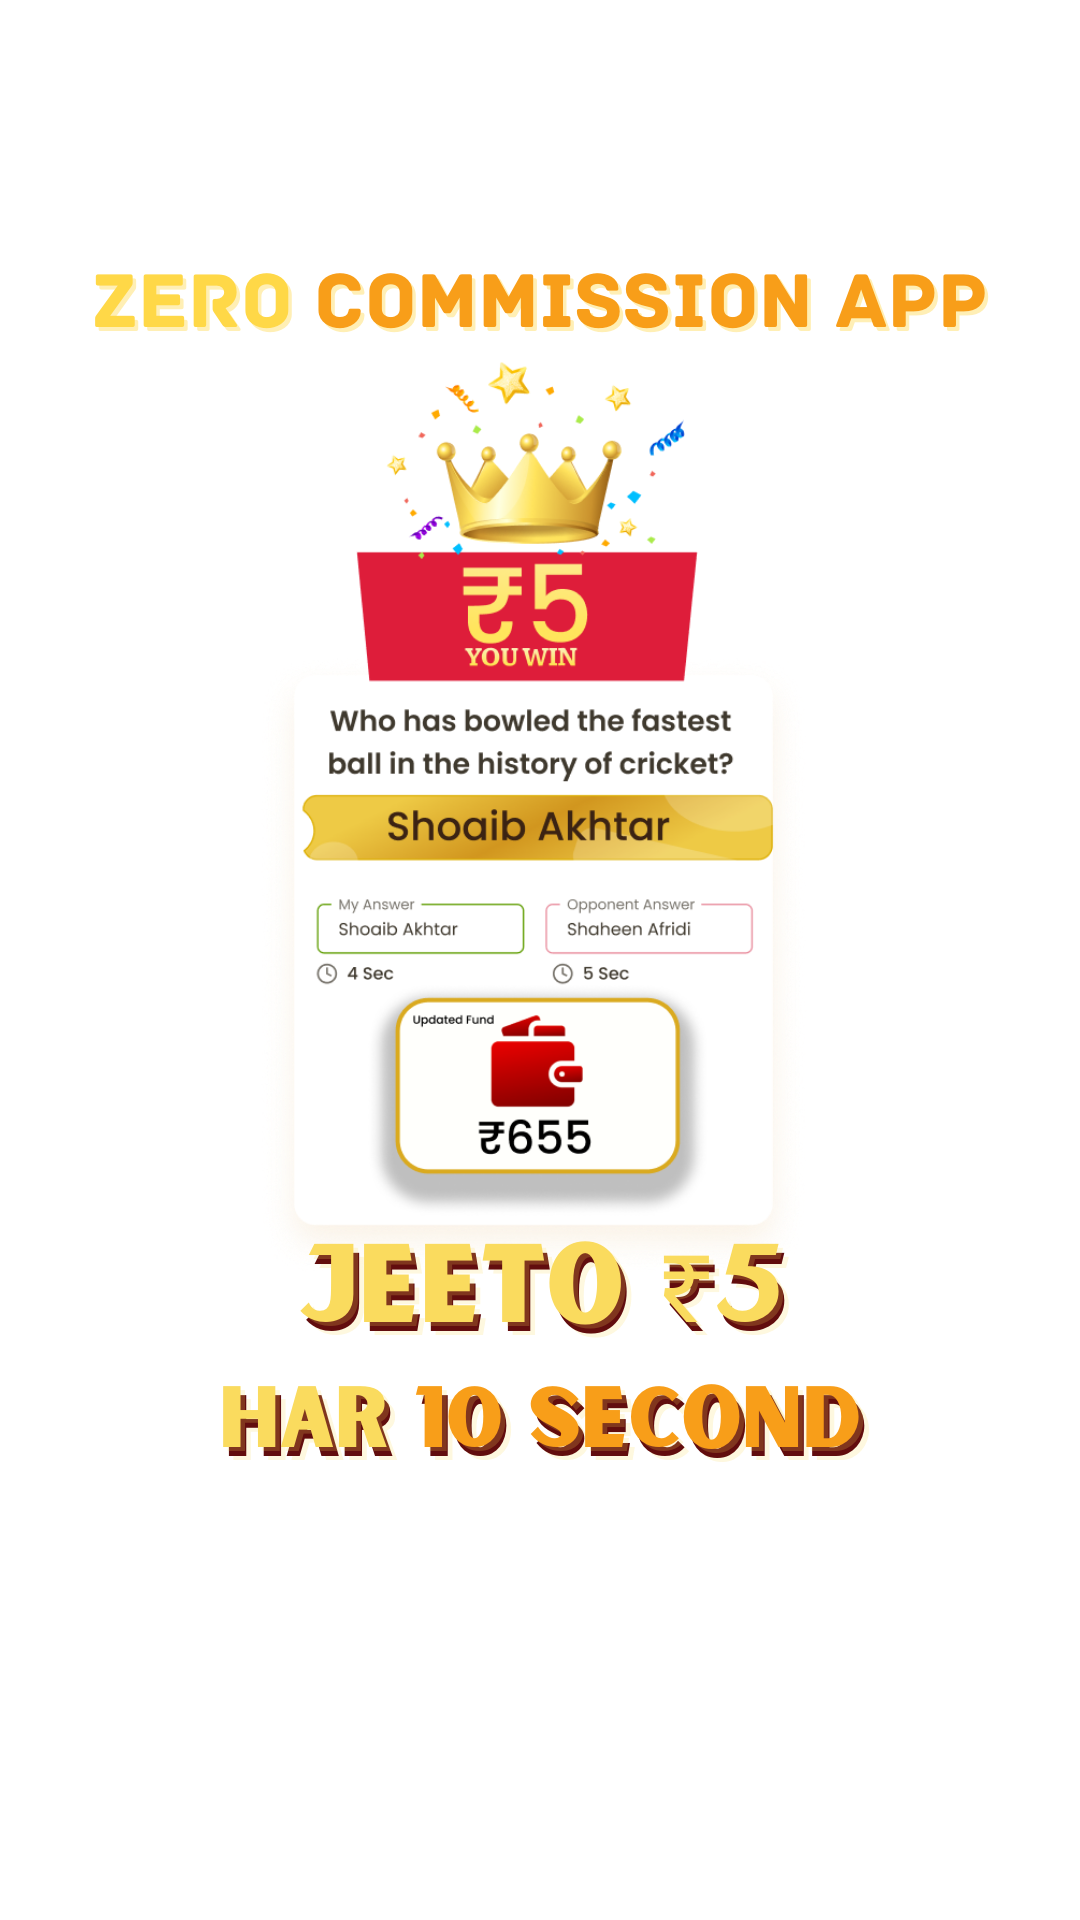 ZERO COMMISSION APP
₹5
YOU WIN
Who has bowled the fastest
ball in the history of cricket?
Shoaib Akhtar
My Answer
Shoaib Akhtar
4 Sec
Opponent Answer
Shaheen Afridi
5 Sec
Updated Fund
₹655
JEETO ₹5
HAR 10 SECOND